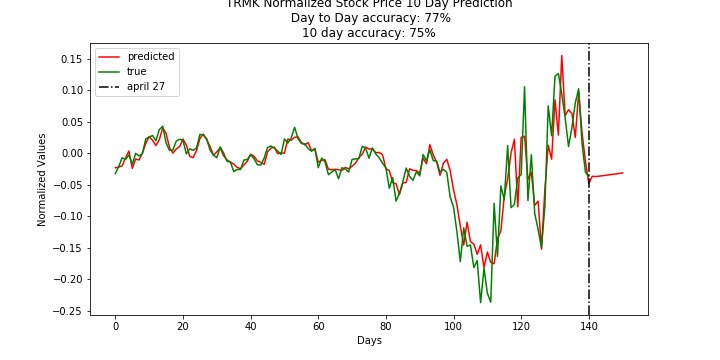 TRMK Normalized Stock Price 10 Day Prediction
Day to Day accuracy: 77%
10 day accuracy: 75%
predicted
true
april 27
0.15
0.10
0.05
0.00
−0.05
−0.10
−0.15
−0.20
−0.25
Normalized Values
0 20 40 60 80 100 120 140
Days